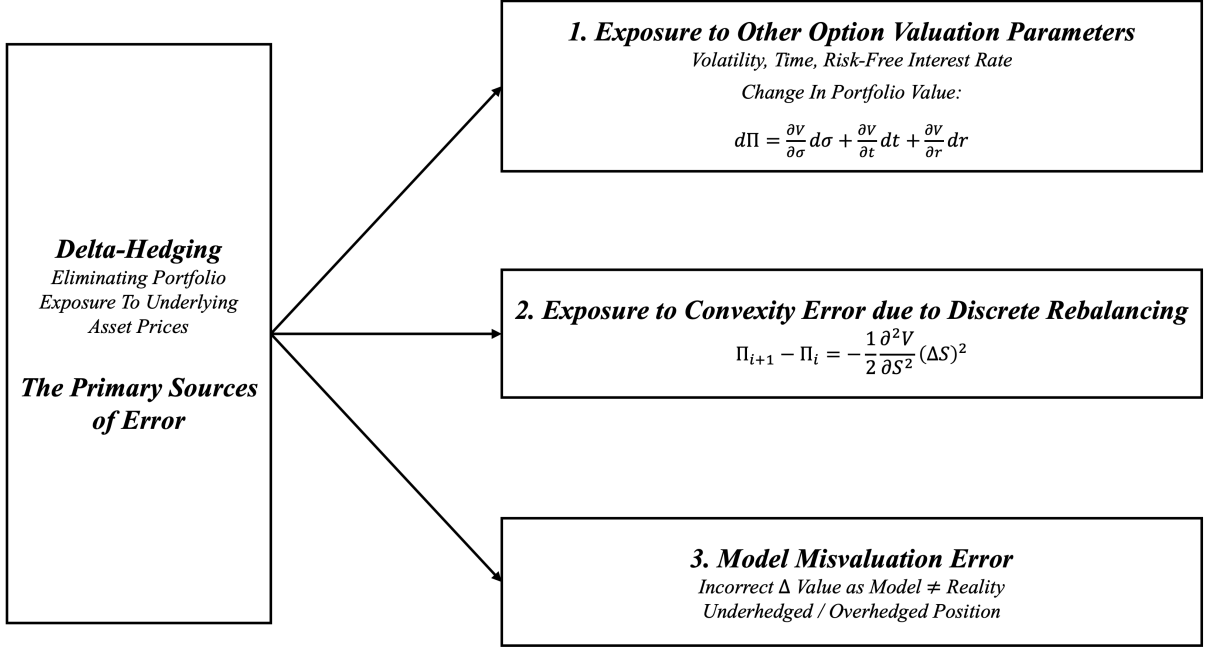 Delta-Hedging
Eliminating Portfolio
Exposure To Underlying
Asset Prices
The Primary Sources
of Error
1. Exposure to Other Option Valuation Parameters
Volatility, Time, Risk-Free Interest Rate
Change In Portfolio Value:
dΠ = ∂V/∂σ dσ + ∂V/∂t dt + ∂V/∂r dr
2. Exposure to Convexity Error due to Discrete Rebalancing
Πᵢ₊₁ − Πᵢ = − 1/2 ∂²V/∂S² (ΔS)²
3. Model Misvaluation Error
Incorrect Δ Value as Model ≠ Reality
Underhedged / Overhedged Position